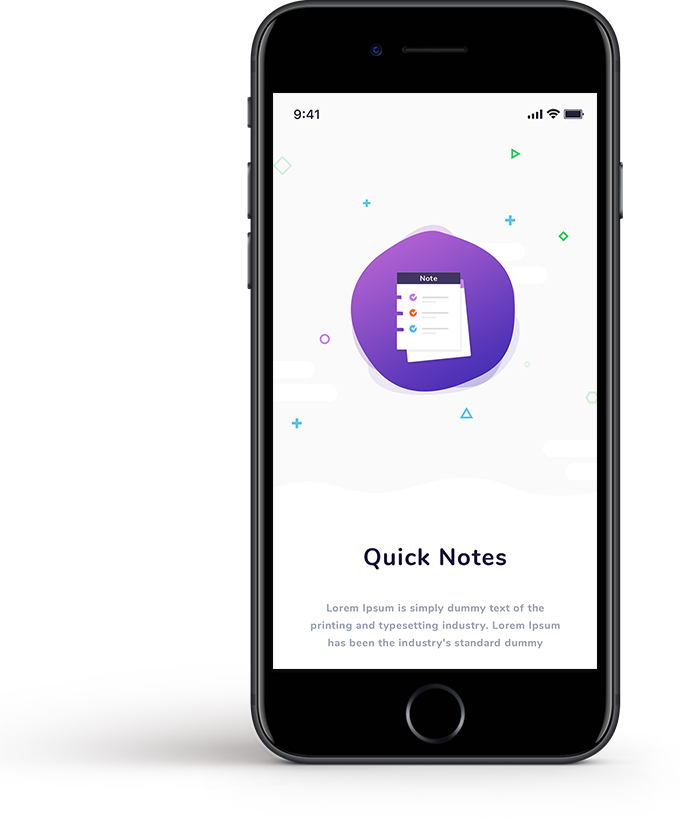 9:41
Note
Quick Notes
Lorem Ipsum is simply dummy text of the
printing and typesetting industry. Lorem Ipsum
has been the industry's standard dummy